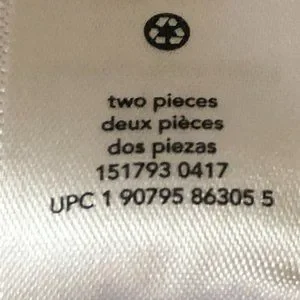 two pieces
deux pièces
dos piezas
151793 0417
UPC 1 90795 86305 5